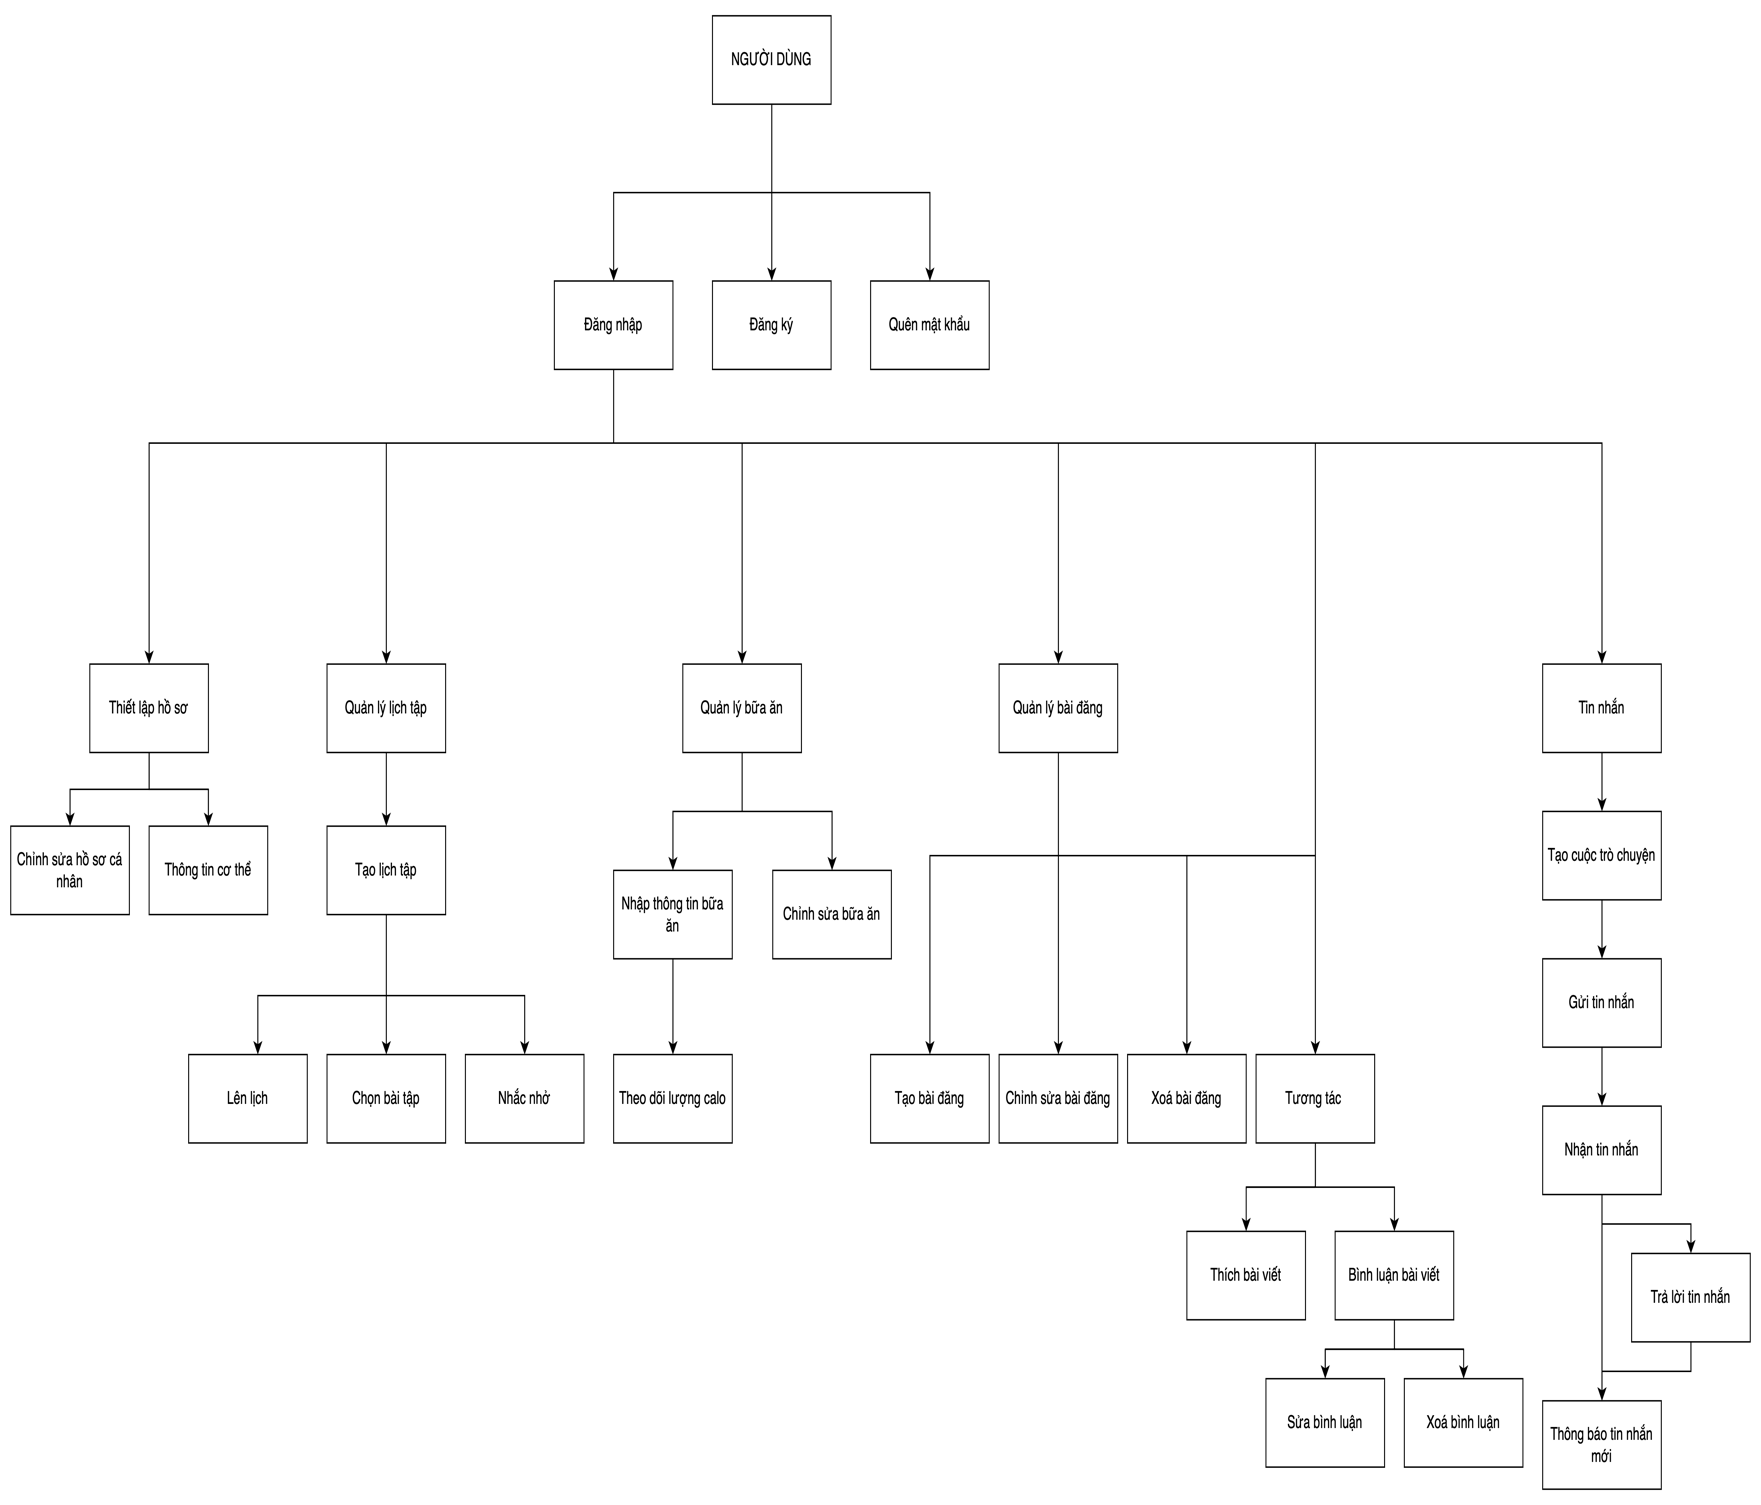 NGƯỜI DÙNG
Đăng nhập
Đăng ký
Quên mật khẩu
Thiết lập hồ sơ
Quản lý lịch tập
Quản lý bữa ăn
Quản lý bài đăng
Tin nhắn
Chỉnh sửa hồ sơ cá
nhân
Thông tin cơ thể
Tạo lịch tập
Nhập thông tin bữa
ăn
Chỉnh sửa bữa ăn
Tạo cuộc trò chuyện
Gửi tin nhắn
Lên lịch
Chọn bài tập
Nhắc nhở
Theo dõi lượng calo
Tạo bài đăng
Chỉnh sửa bài đăng
Xoá bài đăng
Tương tác
Nhận tin nhắn
Thích bài viết
Bình luận bài viết
Trả lời tin nhắn
Sửa bình luận
Xoá bình luận
Thông báo tin nhắn
mới